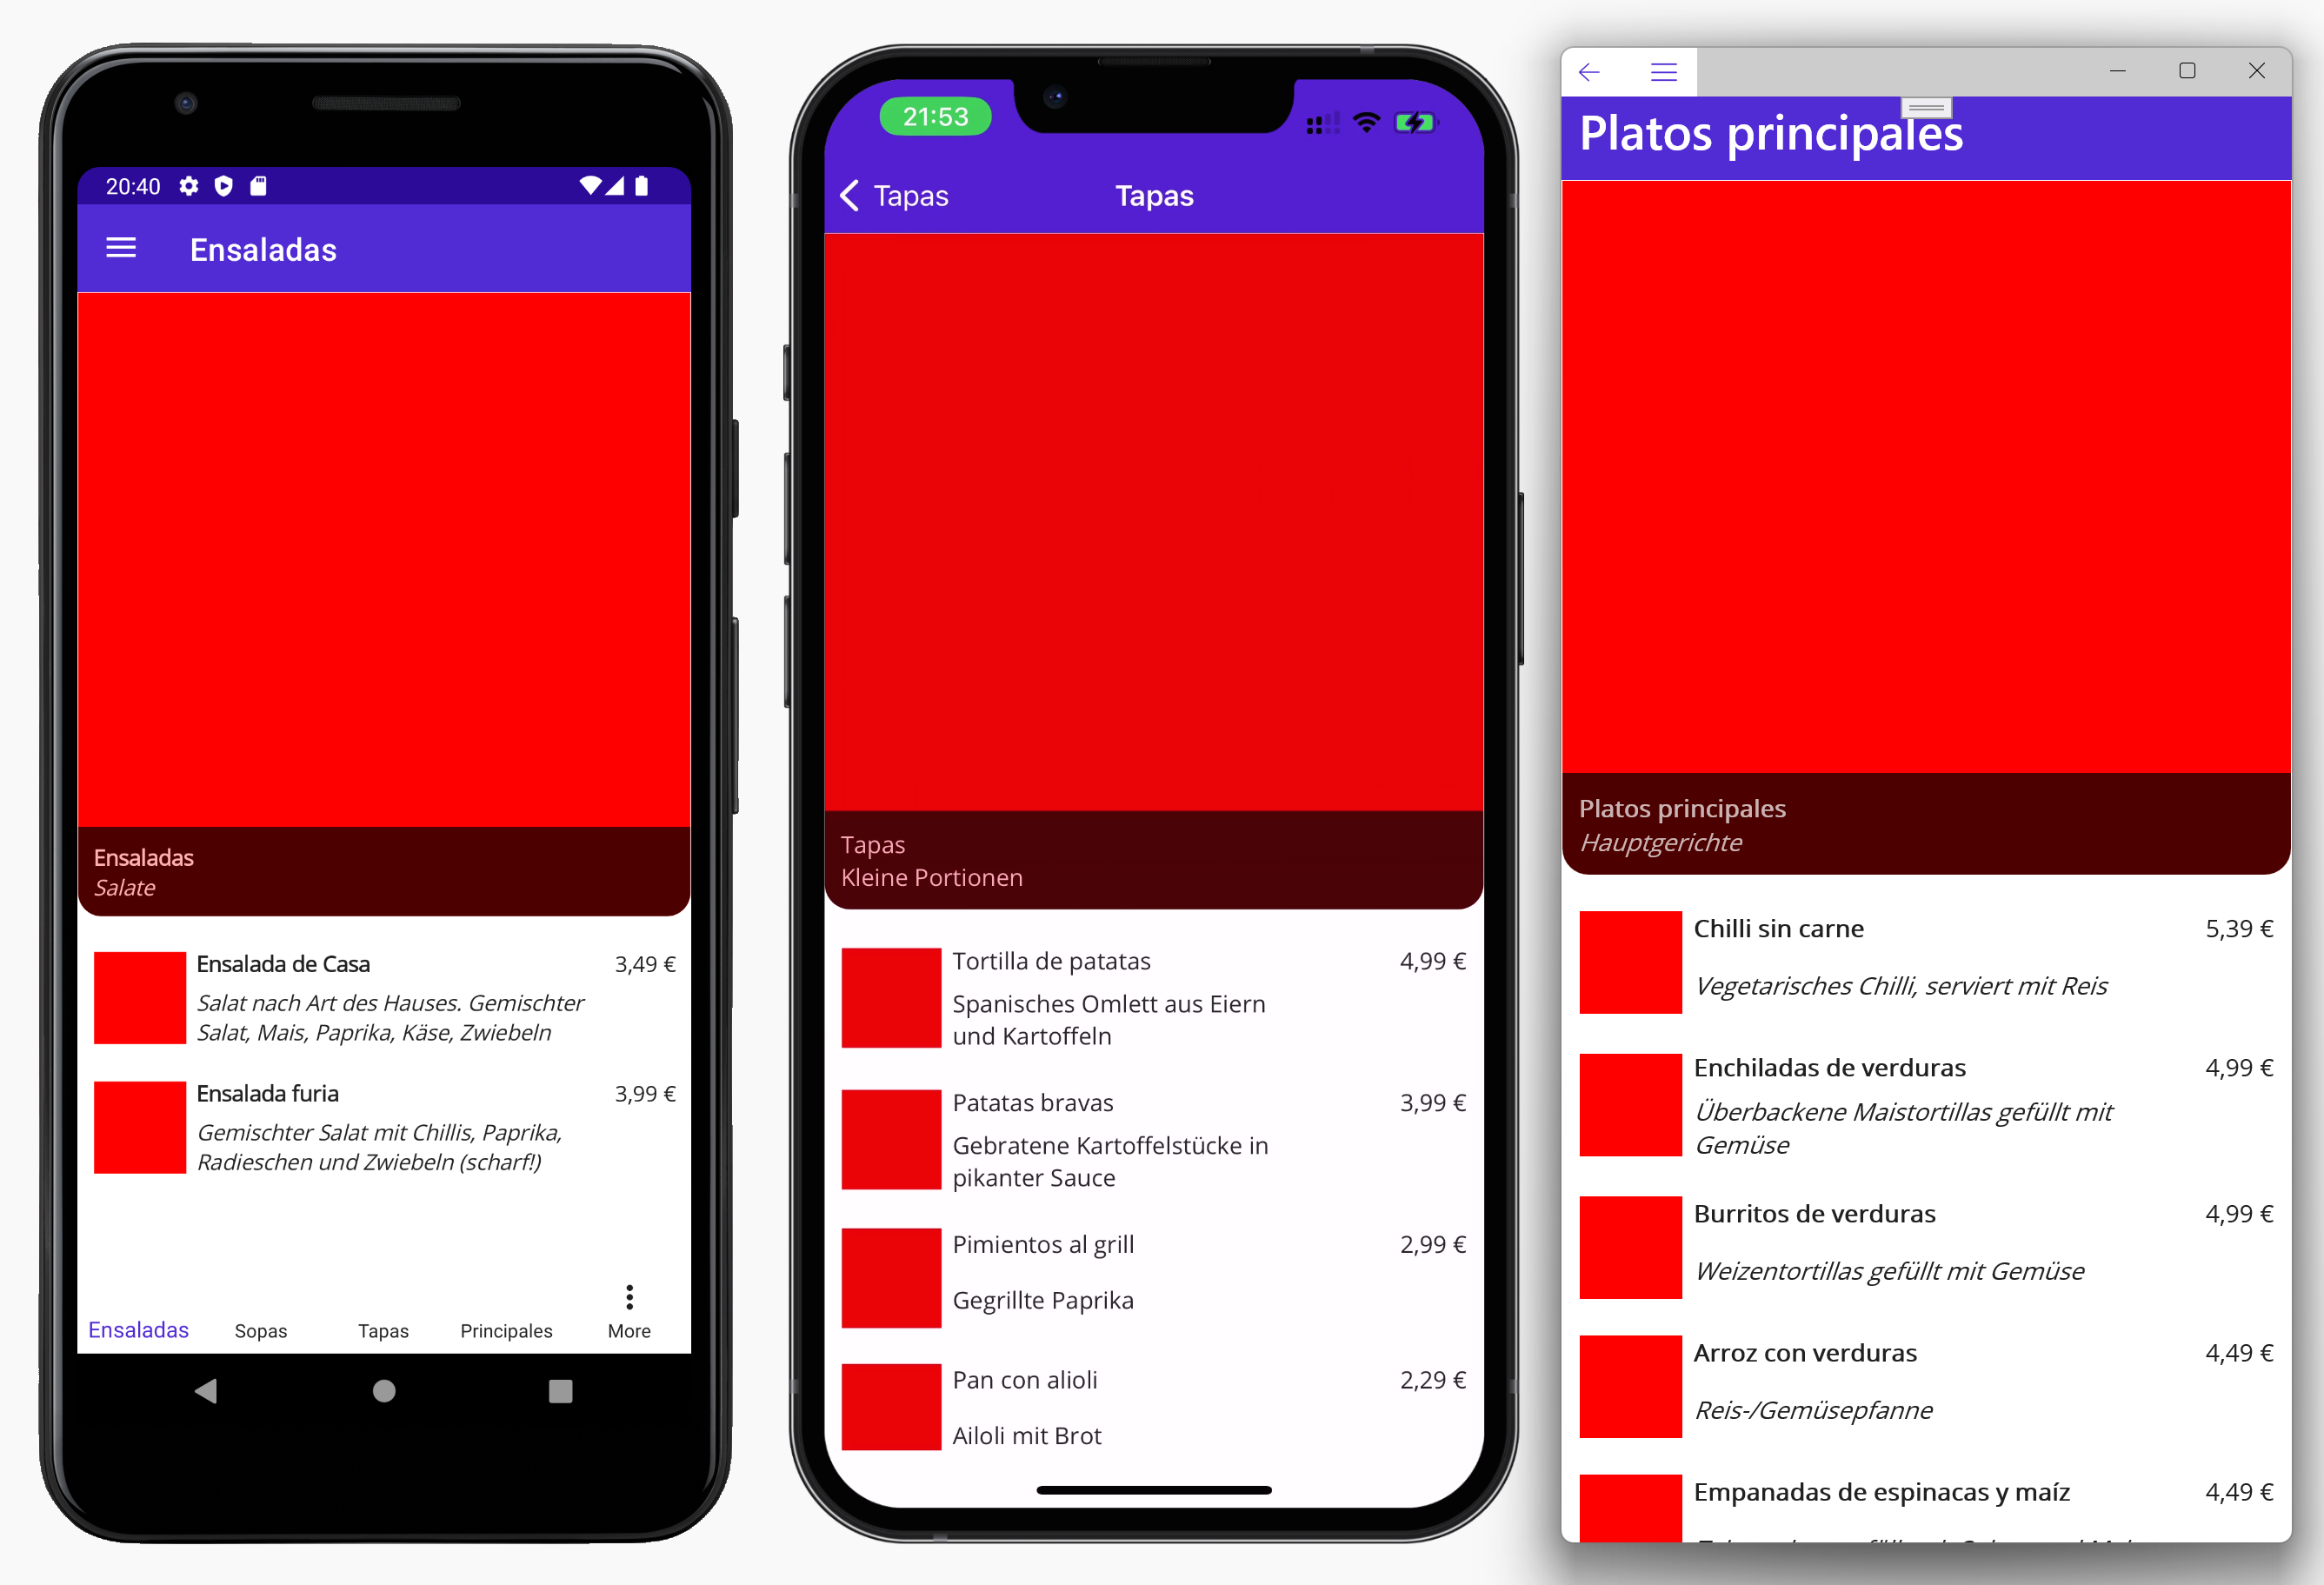 20:40
Ensaladas
Ensaladas
Salate
Ensalada de Casa 3,49 €
Salat nach Art des Hauses. Gemischter
Salat, Mais, Paprika, Käse, Zwiebeln
Ensalada furia 3,99 €
Gemischter Salat mit Chillis, Paprika,
Radieschen und Zwiebeln (scharf!)
Ensaladas Sopas Tapas Principales More
21:53
Tapas Tapas
Tapas
Kleine Portionen
Tortilla de patatas 4,99 €
Spanisches Omlett aus Eiern
und Kartoffeln
Patatas bravas 3,99 €
Gebratene Kartoffelstücke in
pikanter Sauce
Pimientos al grill 2,99 €
Gegrillte Paprika
Pan con alioli 2,29 €
Ailoli mit Brot
Platos principales
Platos principales
Hauptgerichte
Chilli sin carne 5,39 €
Vegetarisches Chilli, serviert mit Reis
Enchiladas de verduras 4,99 €
Überbackene Maistortillas gefüllt mit
Gemüse
Burritos de verduras 4,99 €
Weizentortillas gefüllt mit Gemüse
Arroz con verduras 4,49 €
Reis-/Gemüsepfanne
Empanadas de espinacas y maíz 4,49 €